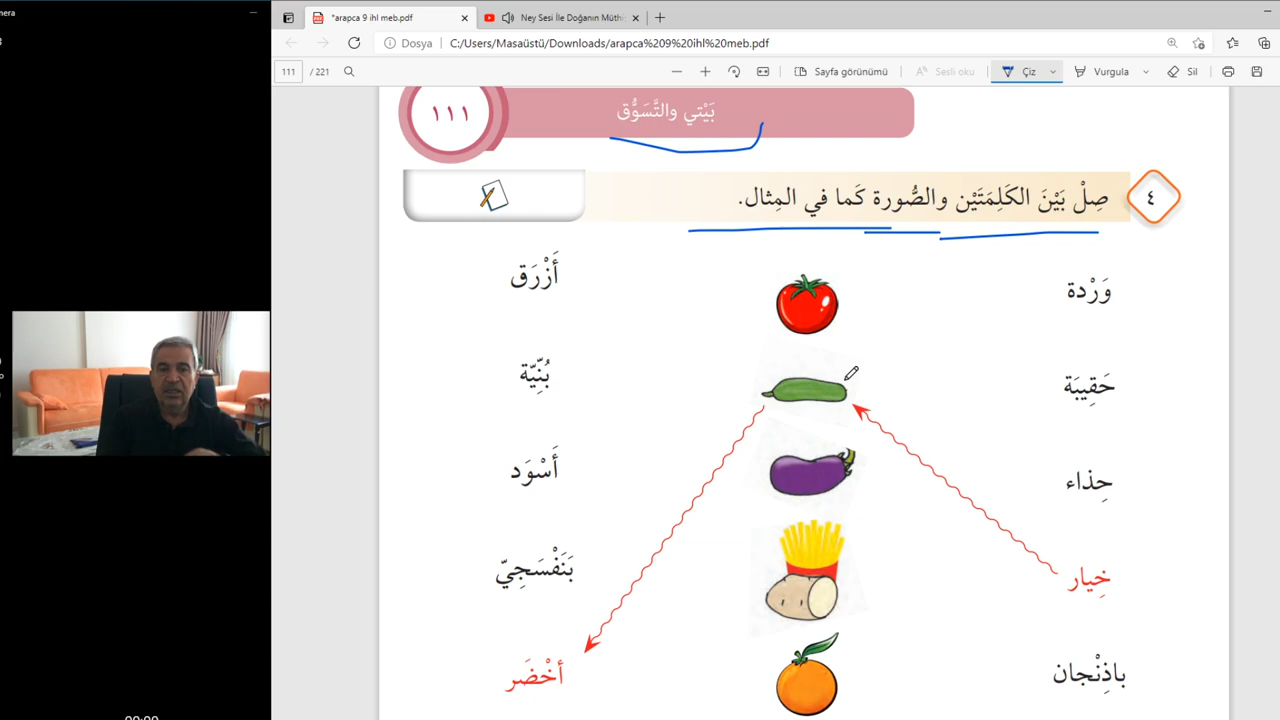 *arapca 9 ihl meb.pdf
Ney Sesi İle Doğanın Müthi
Dosya
C:/Users/Masaüstü/Downloads/arapca%209%20ihl%20meb.pdf
111 / 221
Sayfa görünümü
Sesli oku
Çiz
Vurgula
Sil
١١١
بَيْتي والتَّسَوُّق
٤
صِلْ بَيْنَ الكَلِمَتَيْن والصُّورة كَما في المِثال.
وَرْدة
أَزْرَق
حَقِيبَة
بُنِّيّة
حِذاء
أَسْوَد
خِيار
بَنَفْسَجِيّ
باذِنْجان
أخْضَر